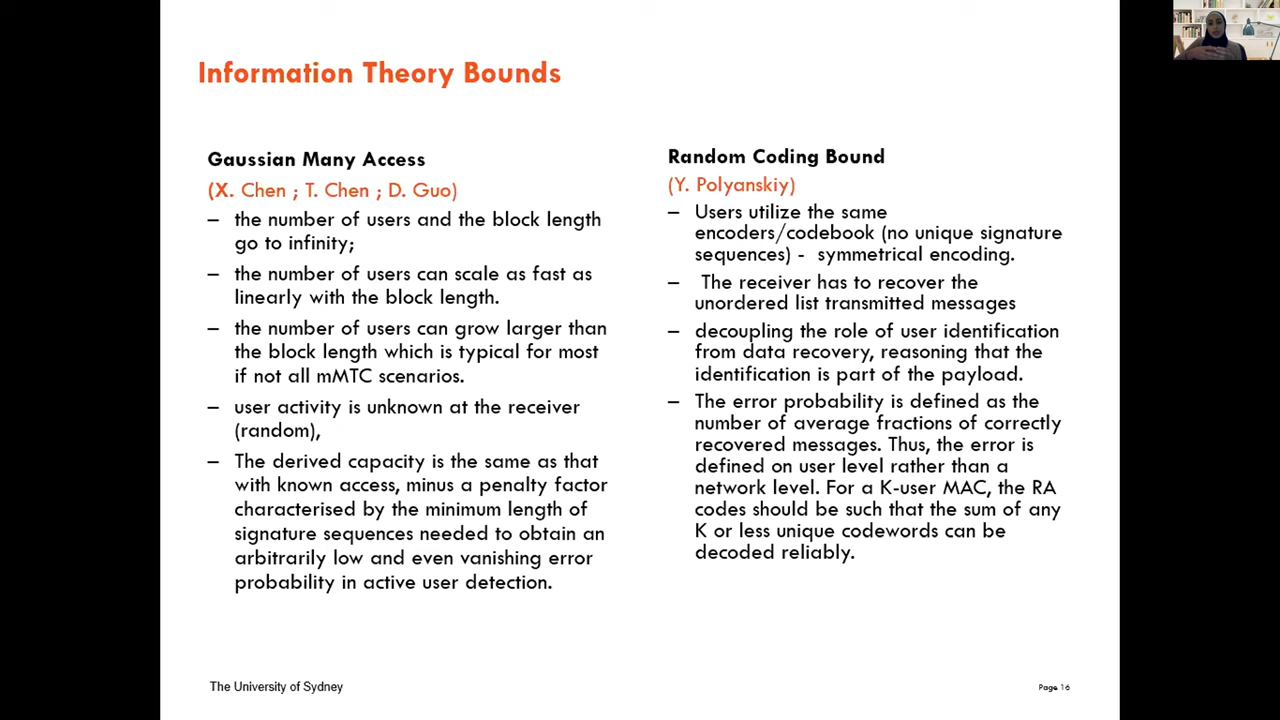 Information Theory Bounds
Gaussian Many Access
(X. Chen ; T. Chen ; D. Guo)
– the number of users and the block length
go to infinity;
– the number of users can scale as fast as
linearly with the block length.
– the number of users can grow larger than
the block length which is typical for most
if not all mMTC scenarios.
– user activity is unknown at the receiver
(random),
– The derived capacity is the same as that
with known access, minus a penalty factor
characterised by the minimum length of
signature sequences needed to obtain an
arbitrarily low and even vanishing error
probability in active user detection.
Random Coding Bound
(Y. Polyanskiy)
– Users utilize the same
encoders/codebook (no unique signature
sequences) - symmetrical encoding.
– The receiver has to recover the
unordered list transmitted messages
– decoupling the role of user identification
from data recovery, reasoning that the
identification is part of the payload.
– The error probability is defined as the
number of average fractions of correctly
recovered messages. Thus, the error is
defined on user level rather than a
network level. For a K-user MAC, the RA
codes should be such that the sum of any
K or less unique codewords can be
decoded reliably.
The University of Sydney
Page 16